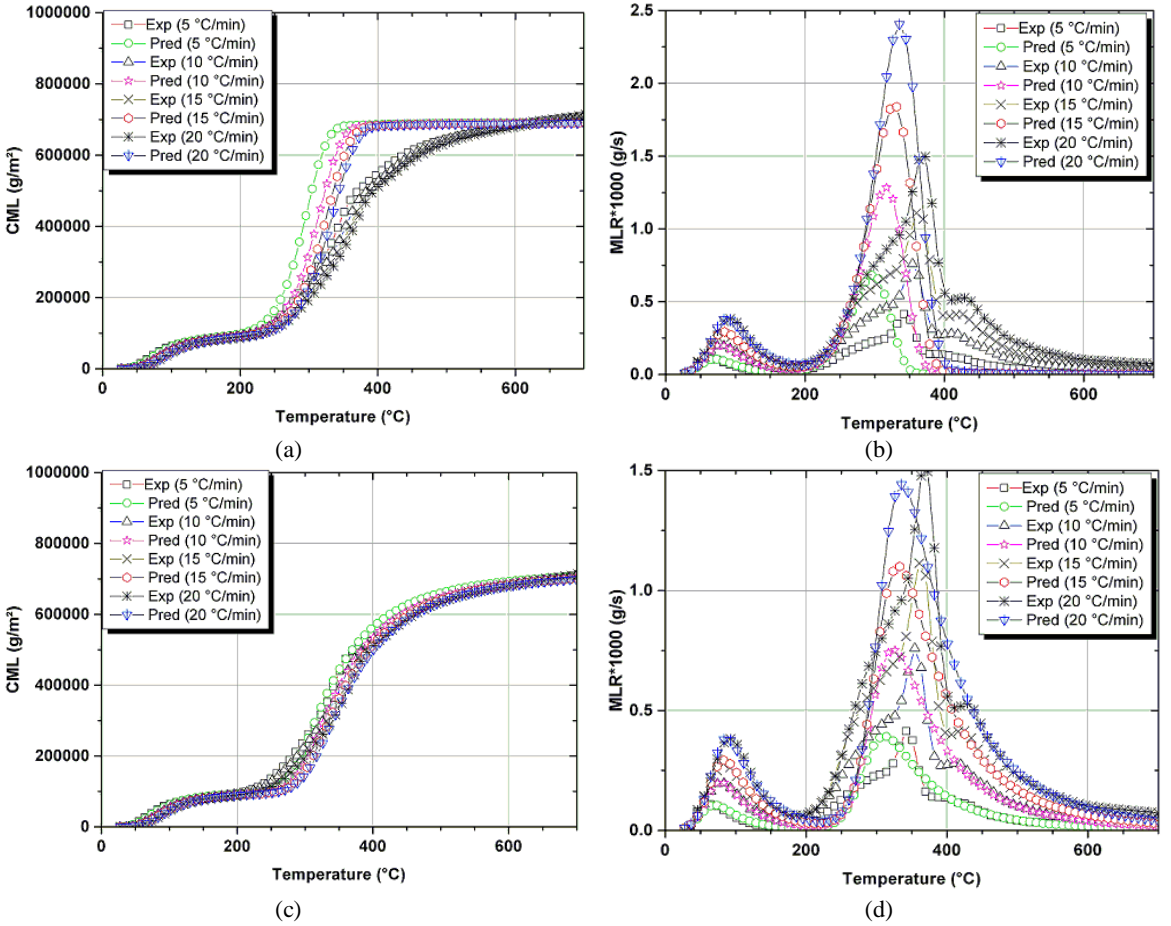 1000000
800000
600000
400000
200000
0
CML (g/m²)
0
200
400
600
Temperature (°C)
Exp (5 °C/min)
Pred (5 °C/min)
Exp (10 °C/min)
Pred (10 °C/min)
Exp (15 °C/min)
Pred (15 °C/min)
Exp (20 °C/min)
Pred (20 °C/min)
(a)
2.5
2.0
1.5
1.0
0.5
0.0
MLR*1000 (g/s)
0
200
400
600
Temperature (°C)
Exp (5 °C/min)
Pred (5 °C/min)
Exp (10 °C/min)
Pred (10 °C/min)
Exp (15 °C/min)
Pred (15 °C/min)
Exp (20 °C/min)
Pred (20 °C/min)
(b)
1000000
800000
600000
400000
200000
0
CML (g/m²)
0
200
400
600
Temperature (°C)
Exp (5 °C/min)
Pred (5 °C/min)
Exp (10 °C/min)
Pred (10 °C/min)
Exp (15 °C/min)
Pred (15 °C/min)
Exp (20 °C/min)
Pred (20 °C/min)
(c)
1.5
1.0
0.5
0.0
MLR*1000 (g/s)
0
200
400
600
Temperature (°C)
Exp (5 °C/min)
Pred (5 °C/min)
Exp (10 °C/min)
Pred (10 °C/min)
Exp (15 °C/min)
Pred (15 °C/min)
Exp (20 °C/min)
Pred (20 °C/min)
(d)